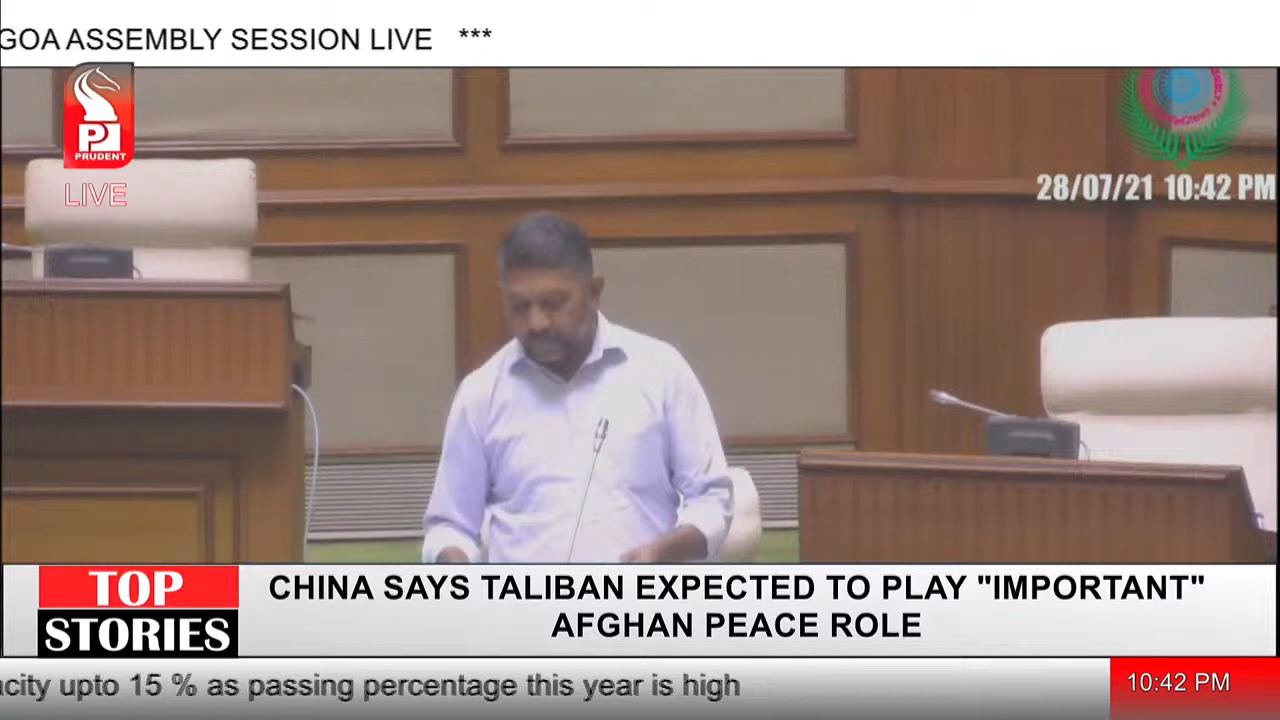 GOA ASSEMBLY SESSION LIVE ***
PRUDENT
LIVE
28/07/21 10:42 PM
TOP
STORIES
CHINA SAYS TALIBAN EXPECTED TO PLAY "IMPORTANT"
AFGHAN PEACE ROLE
acity upto 15 % as passing percentage this year is high
10:42 PM